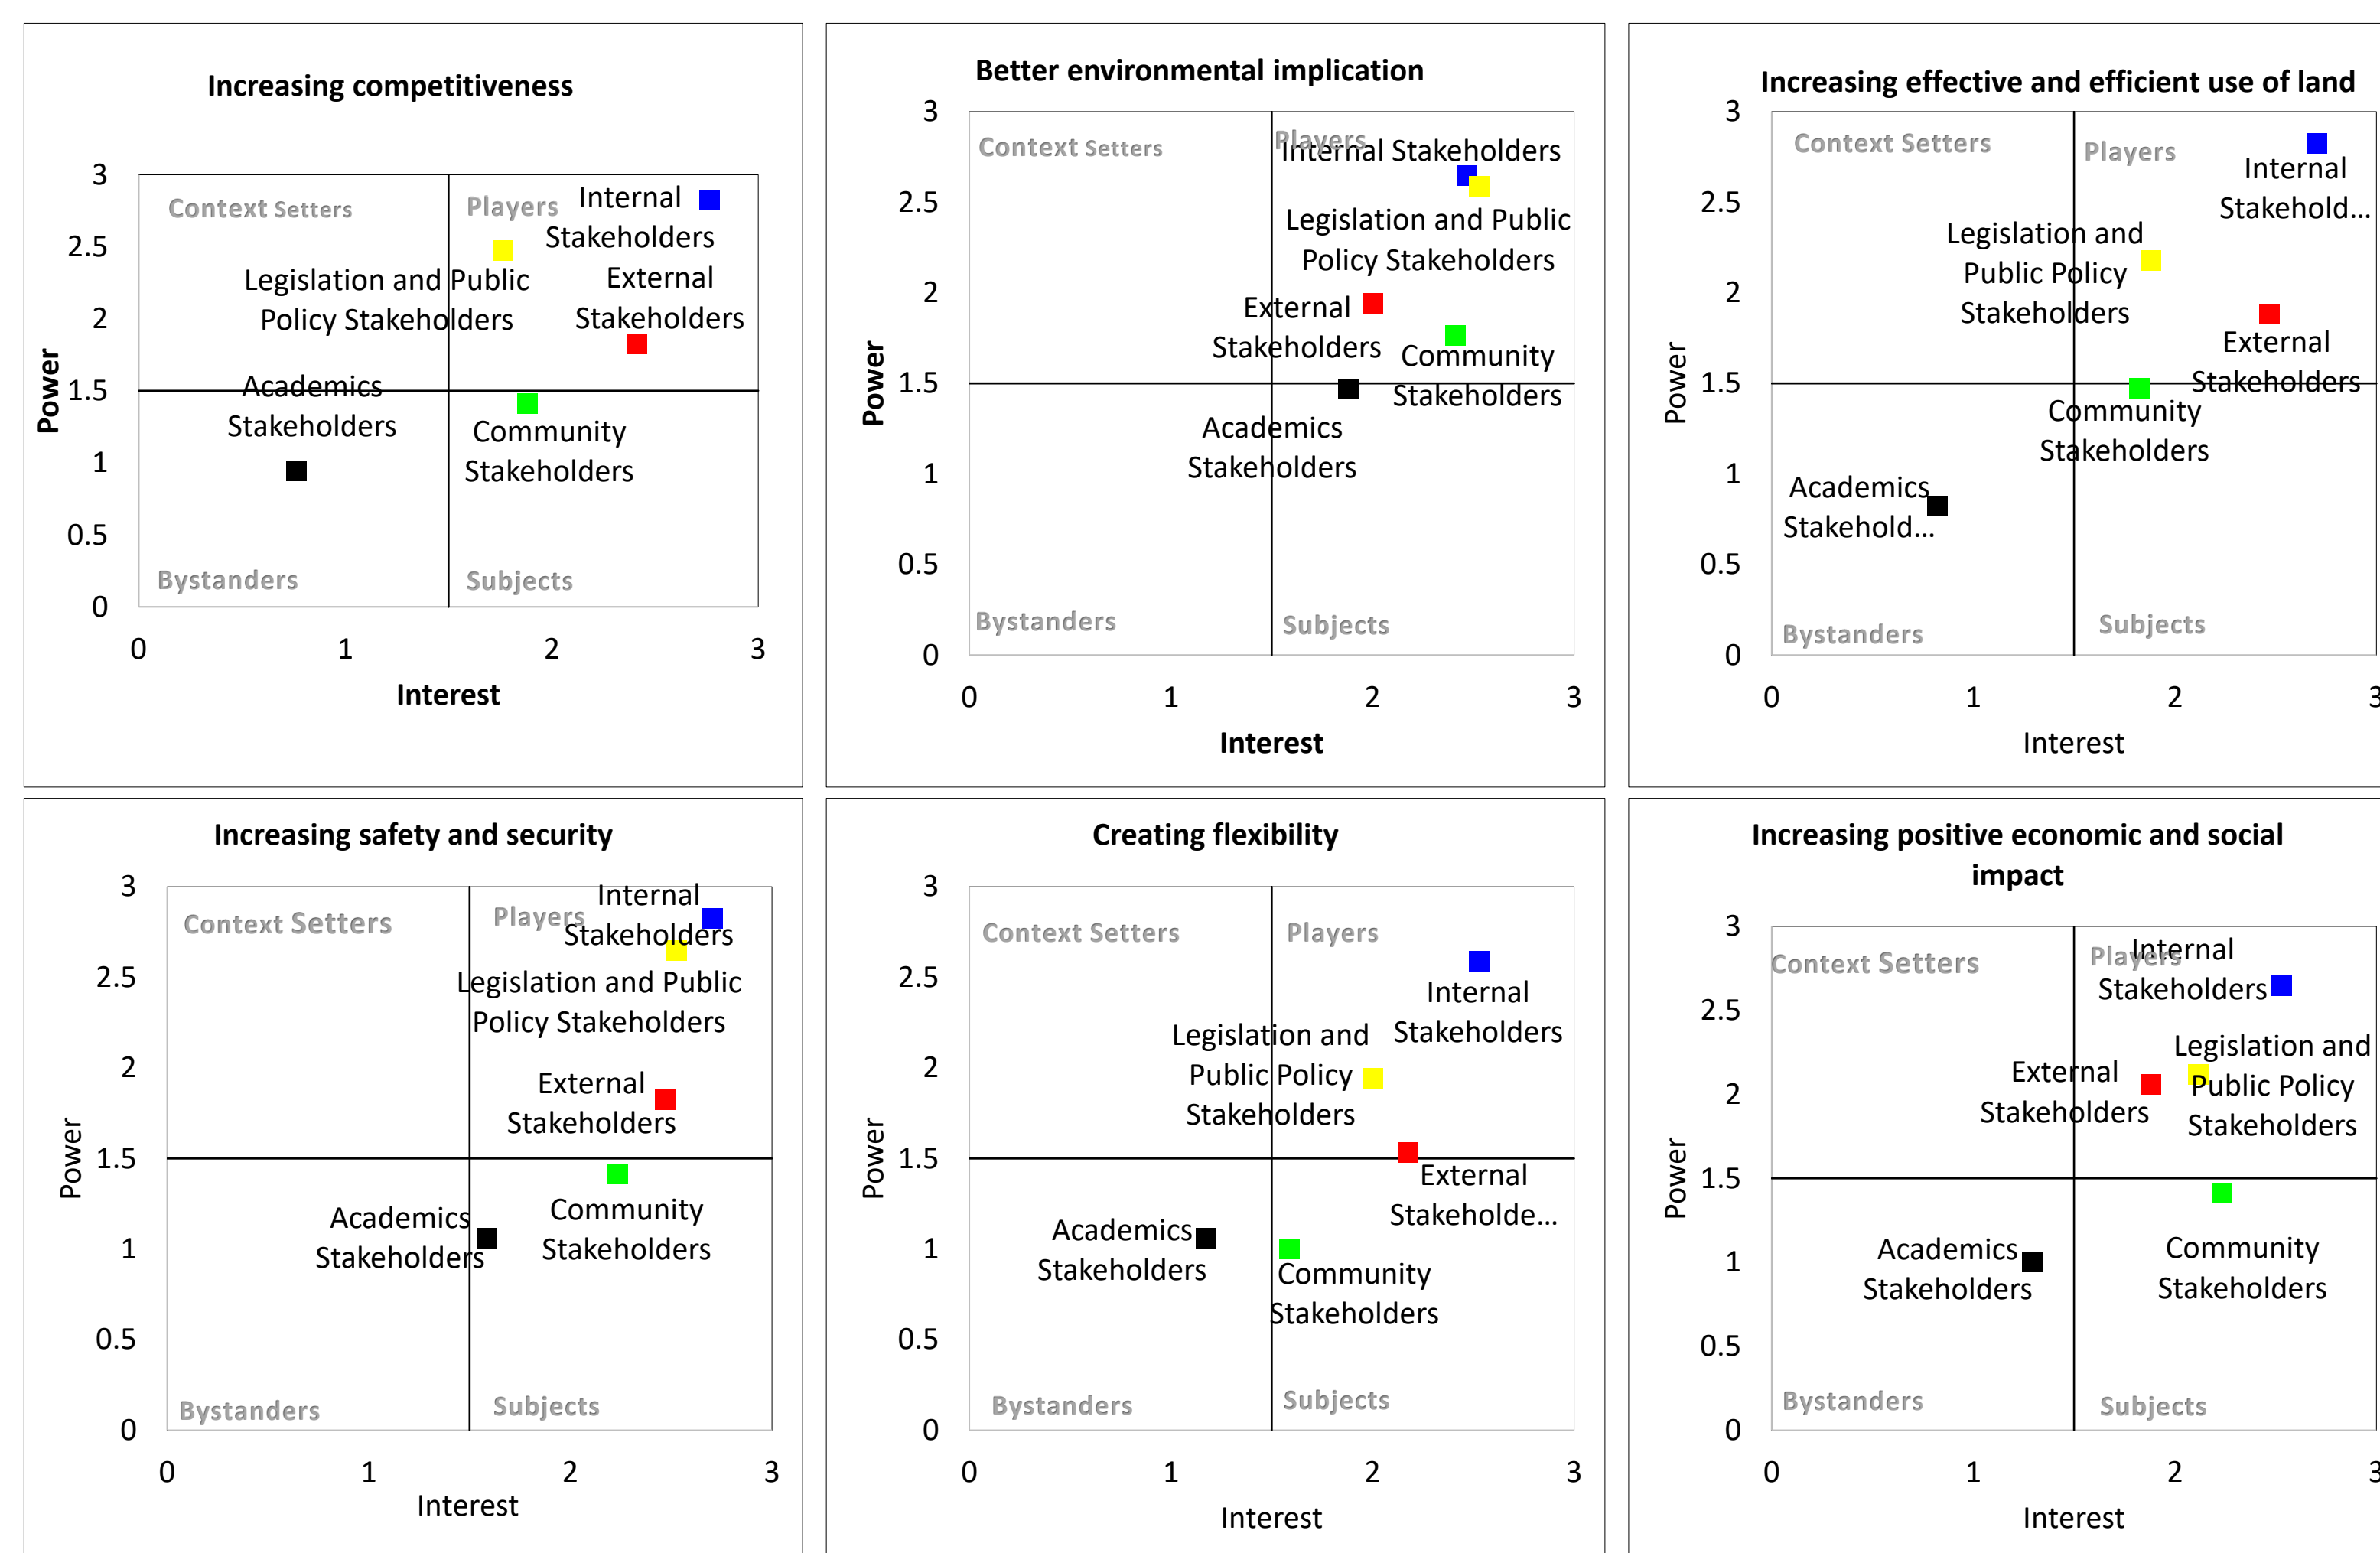 Increasing competitiveness
3
2.5
2
1.5
1
0.5
0
Power
Context Setters
Players
Internal
Stakeholders
Legislation and Public
Policy Stakeholders
External
Stakeholders
Academics
Stakeholders
Community
Stakeholders
Bystanders
Subjects
0 1 2 3
Interest
Better environmental implication
3
2.5
2
1.5
1
0.5
0
Power
Context Setters
Players
Internal Stakeholders
Legislation and Public
Policy Stakeholders
External
Stakeholders
Community
Stakeholders
Academics
Stakeholders
Bystanders
Subjects
0 1 2 3
Interest
Increasing effective and efficient use of land
3
2.5
2
1.5
1
0.5
0
Power
Context Setters
Players
Internal
Stakehold...
Legislation and
Public Policy
Stakeholders
External
Stakeholders
Community
Stakeholders
Academics
Stakehold...
Bystanders
Subjects
0 1 2 3
Interest
Increasing safety and security
3
2.5
2
1.5
1
0.5
0
Power
Context Setters
Players
Internal
Stakeholders
Legislation and Public
Policy Stakeholders
External
Stakeholders
Academics
Stakeholders
Community
Stakeholders
Bystanders
Subjects
0 1 2 3
Interest
Creating flexibility
3
2.5
2
1.5
1
0.5
0
Power
Context Setters
Players
Internal
Stakeholders
Legislation and
Public Policy
Stakeholders
External
Stakeholde...
Academics
Stakeholders
Community
Stakeholders
Bystanders
Subjects
0 1 2 3
Interest
Increasing positive economic and social
impact
3
2.5
2
1.5
1
0.5
0
Power
Context Setters
Players
Internal
Stakeholders
Legislation and
Public Policy
Stakeholders
External
Stakeholders
Academics
Stakeholders
Community
Stakeholders
Bystanders
Subjects
0 1 2 3
Interest